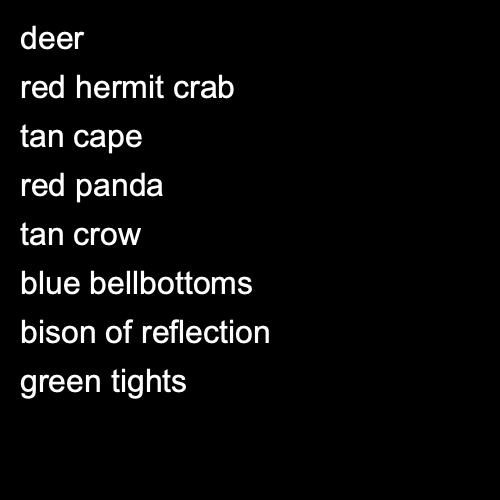 deer
red hermit crab
tan cape
red panda
tan crow
blue bellbottoms
bison of reflection
green tights